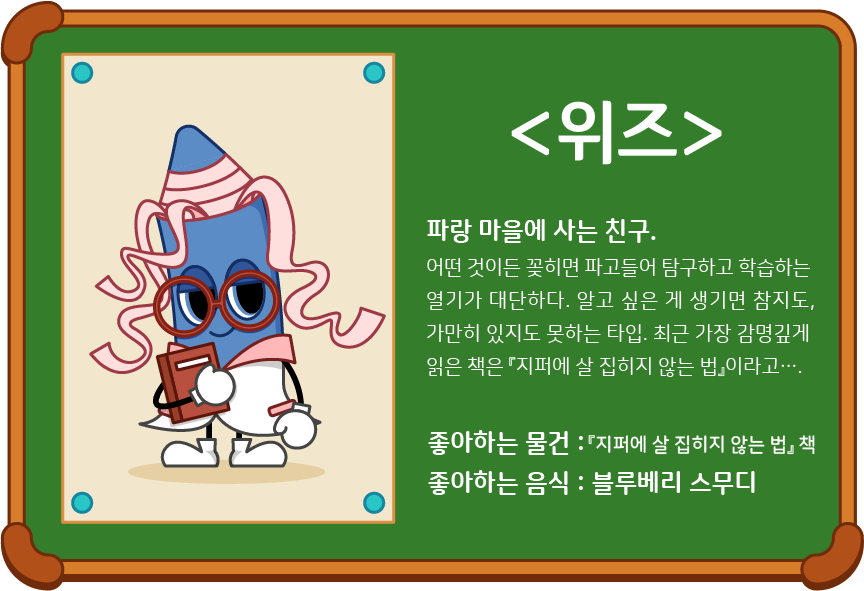 <위즈>
파랑 마을에 사는 친구.
어떤 것이든 꽂히면 파고들어 탐구하고 학습하는
열기가 대단하다. 알고 싶은 게 생기면 참지도,
가만히 있지도 못하는 타입. 최근 가장 감명깊게
읽은 책은 『지퍼에 살 집히지 않는 법』이라고….
좋아하는 물건 : 『지퍼에 살 집히지 않는 법』 책
좋아하는 음식 : 블루베리 스무디